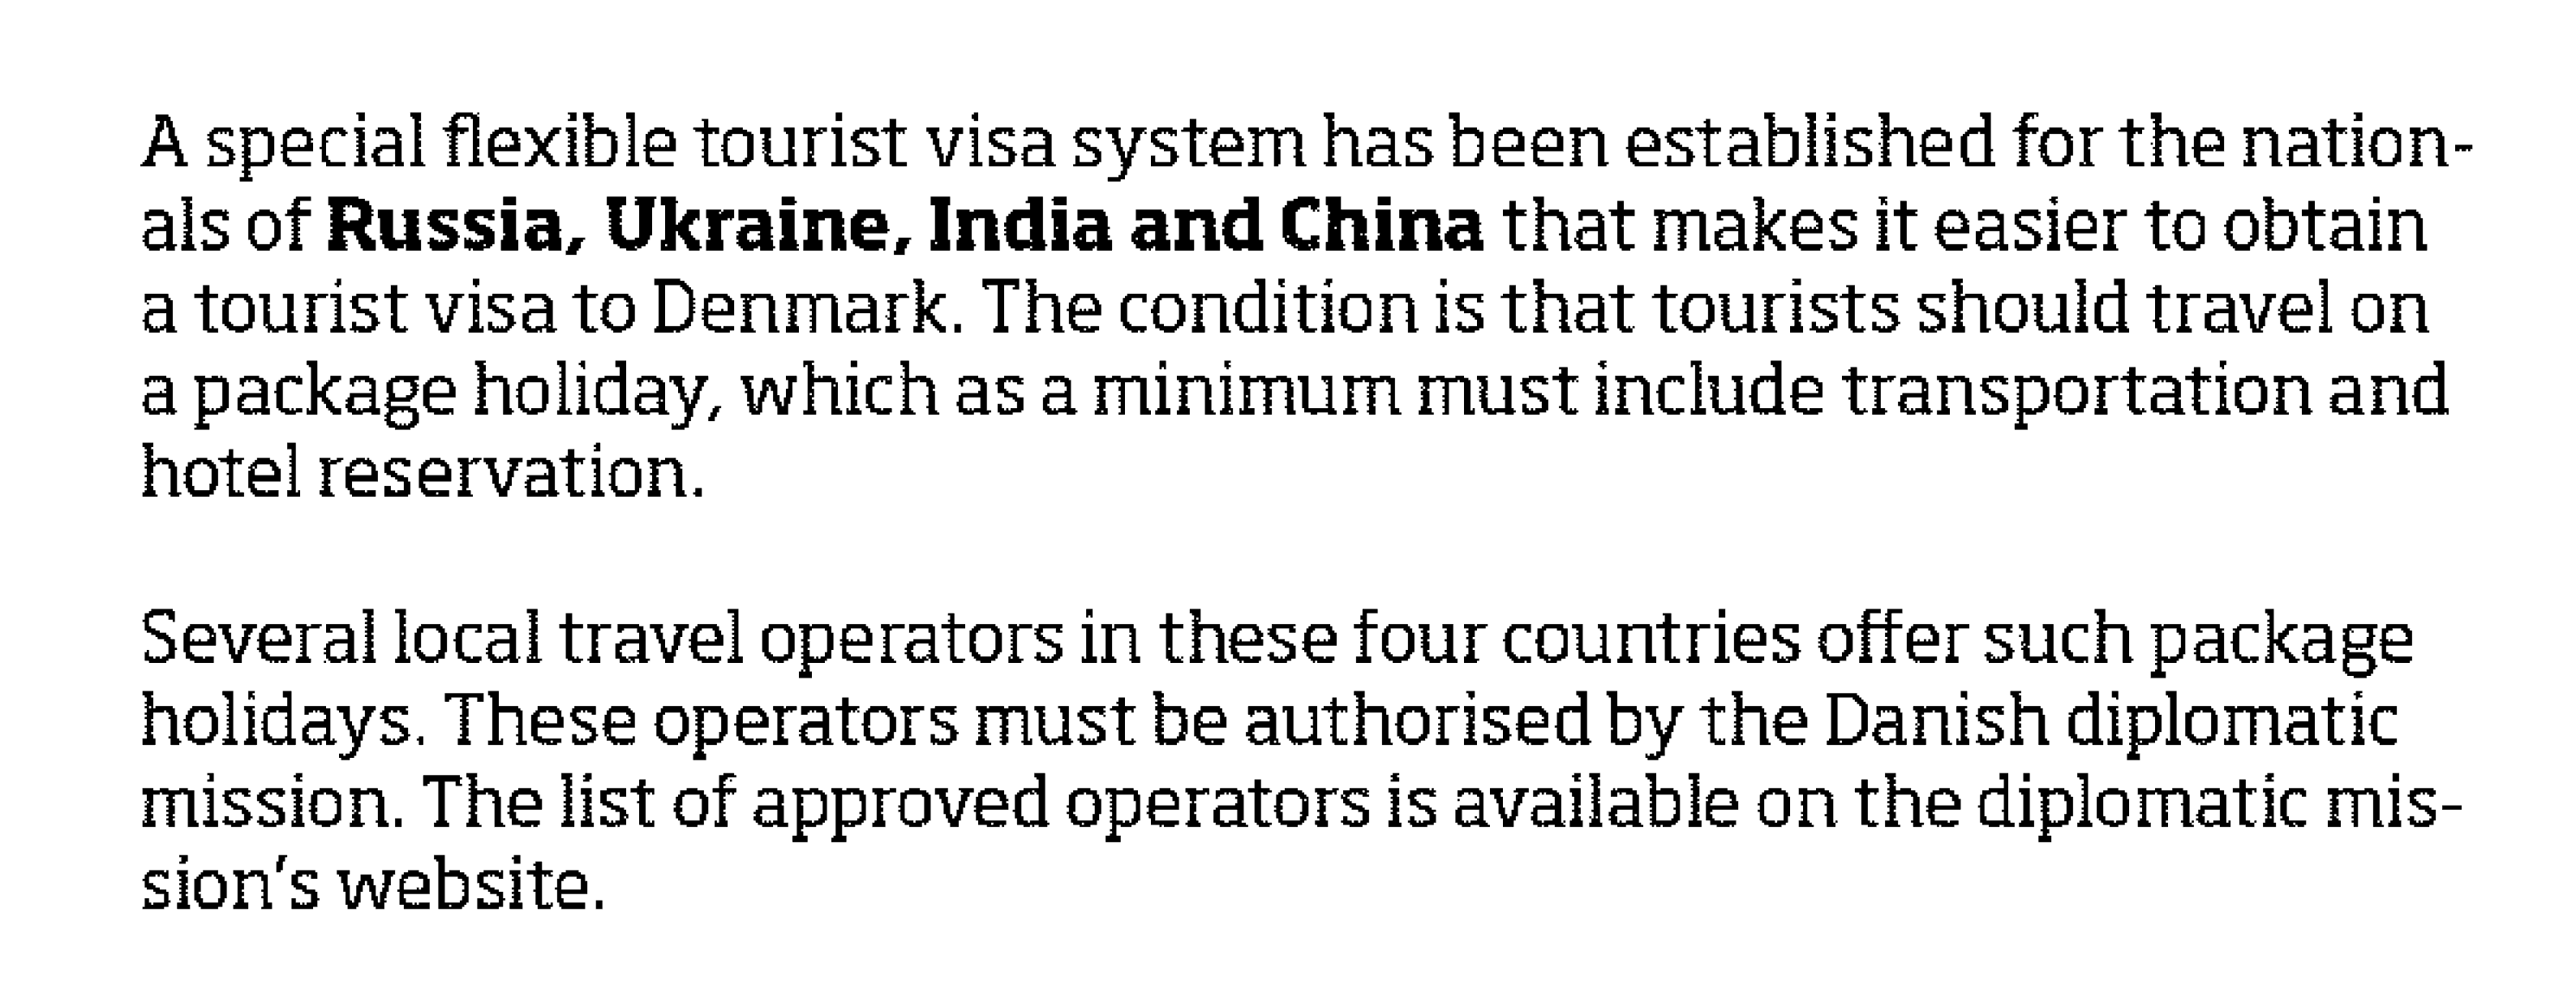 A special flexible tourist visa system has been established for the nation-
als of Russia, Ukraine, India and China that makes it easier to obtain
a tourist visa to Denmark. The condition is that tourists should travel on
a package holiday, which as a minimum must include transportation and
hotel reservation.
Several local travel operators in these four countries offer such package
holidays. These operators must be authorised by the Danish diplomatic
mission. The list of approved operators is available on the diplomatic mis-
sion's website.